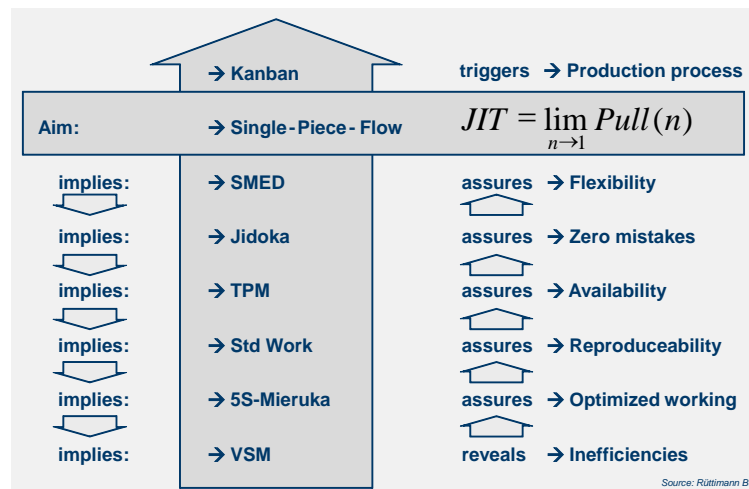 → Kanban triggers → Production process
Aim: → Single-Piece-Flow JIT = lim n→1 Pull(n)
implies: → SMED assures → Flexibility
implies: → Jidoka assures → Zero mistakes
implies: → TPM assures → Availability
implies: → Std Work assures → Reproduceability
implies: → 5S-Mieruka assures → Optimized working
implies: → VSM reveals → Inefficiencies
Source: Rüttimann B